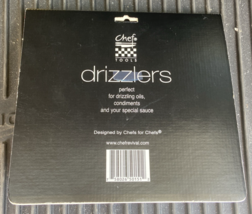 Chef
TOOLS
drizzlers
perfect
for drizzling oils,
condiments
and your special sauce
Designed by Chefs for Chefs®
www.chefrevival.com